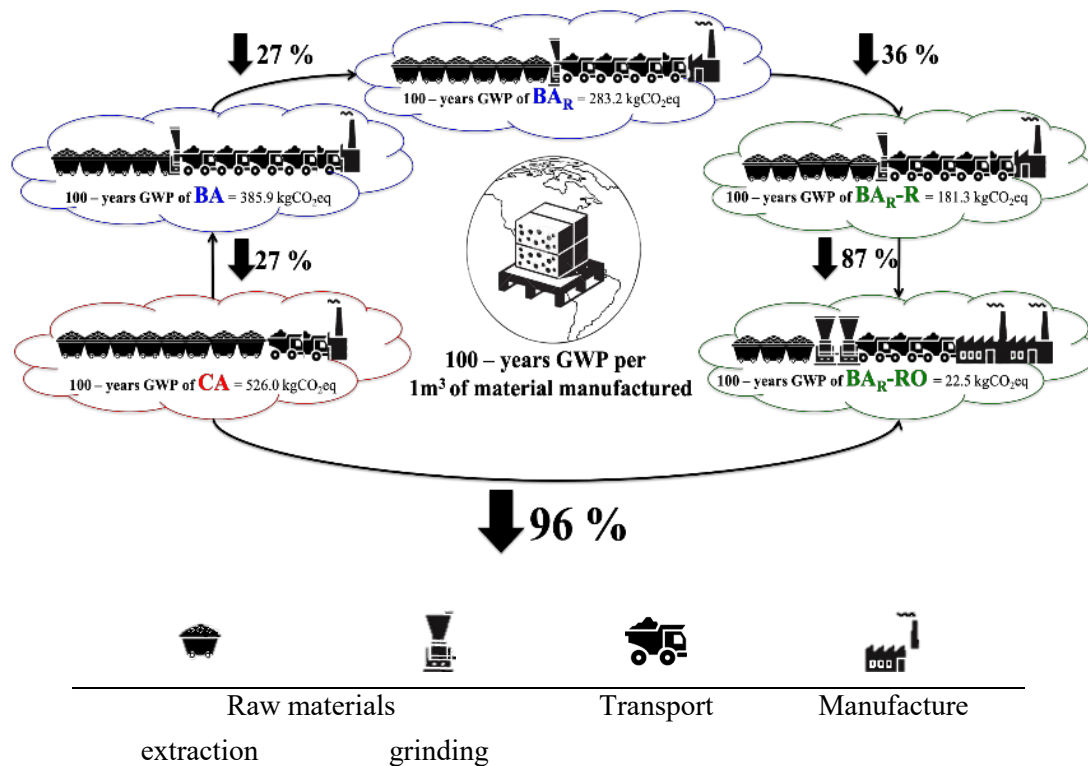 27 %
100 – years GWP of BA_R = 283.2 kgCO₂eq
36 %
100 – years GWP of BA = 385.9 kgCO₂eq
100 – years GWP of BA_R-R = 181.3 kgCO₂eq
27 %
87 %
100 – years GWP of CA = 526.0 kgCO₂eq
100 – years GWP per
1m³ of material manufactured
100 – years GWP of BA_R-RO = 22.5 kgCO₂eq
96 %
Raw materials Transport Manufacture
extraction grinding